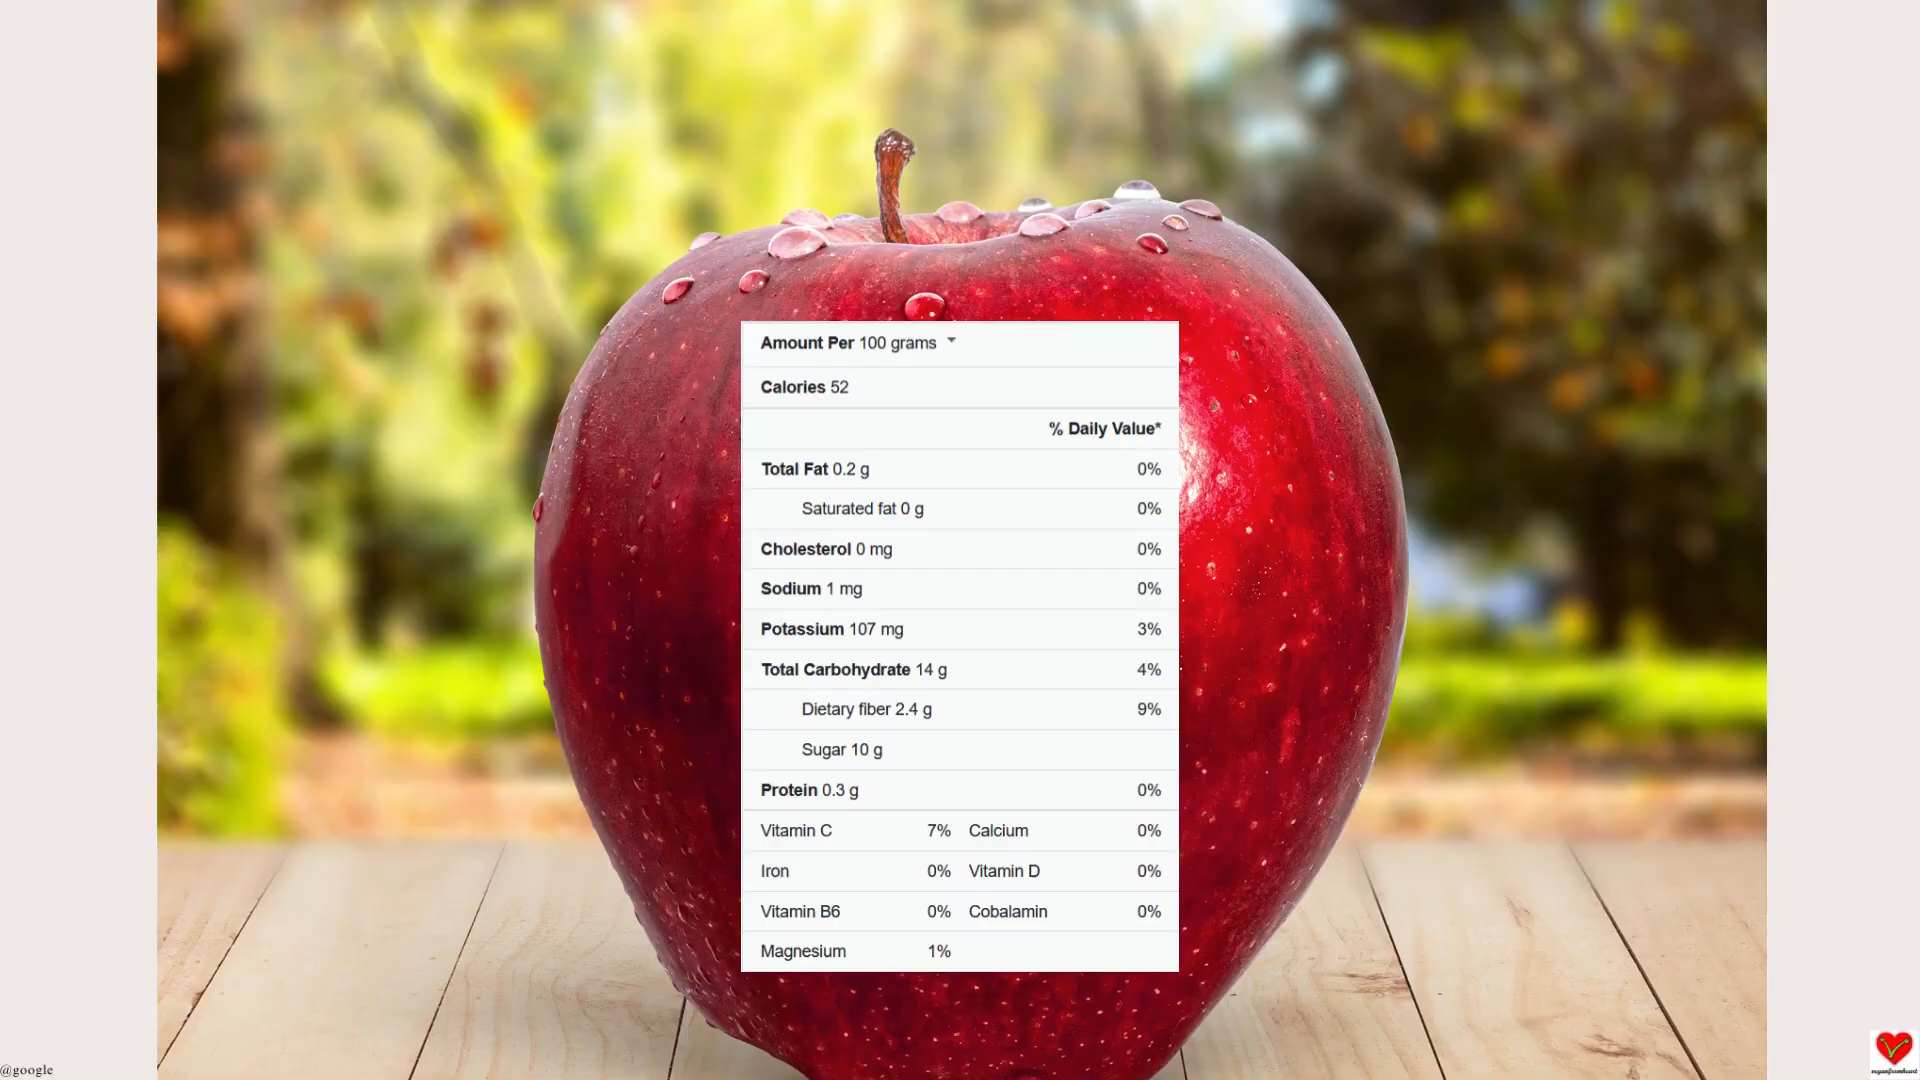 Amount Per 100 grams
Calories 52
% Daily Value*
Total Fat 0.2 g 0%
Saturated fat 0 g 0%
Cholesterol 0 mg 0%
Sodium 1 mg 0%
Potassium 107 mg 3%
Total Carbohydrate 14 g 4%
Dietary fiber 2.4 g 9%
Sugar 10 g
Protein 0.3 g 0%
Vitamin C 7% Calcium 0%
Iron 0% Vitamin D 0%
Vitamin B6 0% Cobalamin 0%
Magnesium 1%
@google